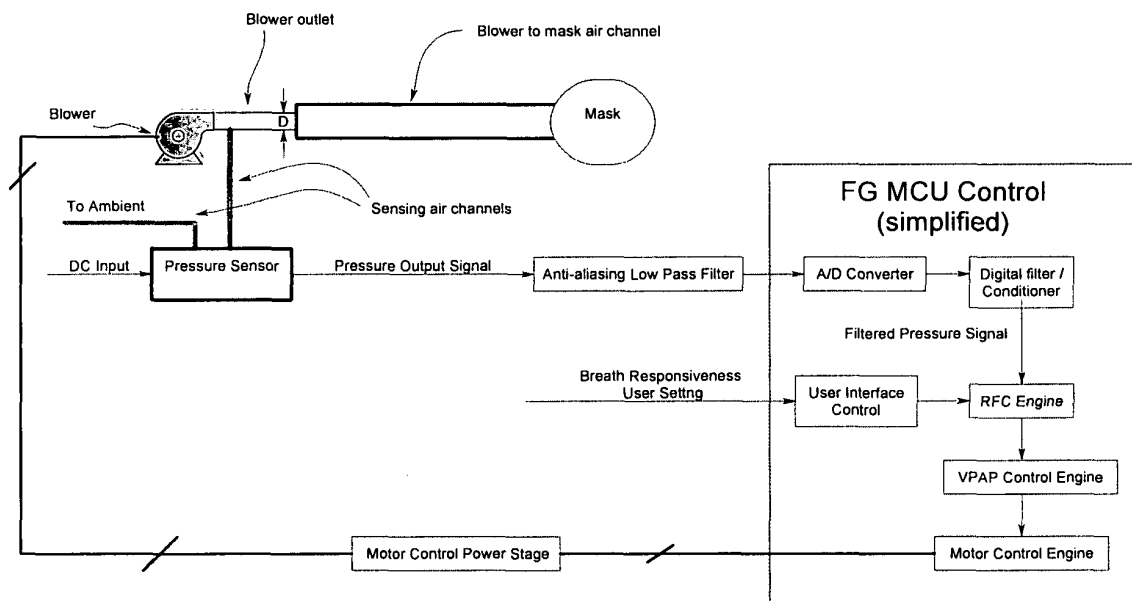 Blower outlet
Blower to mask air channel
Blower
D
Mask
To Ambient
Sensing air channels
FG MCU Control
(simplified)
DC Input
Pressure Sensor
Pressure Output Signal
Anti-aliasing Low Pass Filter
A/D Converter
Digital filter /
Conditioner
Filtered Pressure Signal
Breath Responsiveness
User Settng
User Interface
Control
RFC Engine
VPAP Control Engine
Motor Control Power Stage
Motor Control Engine